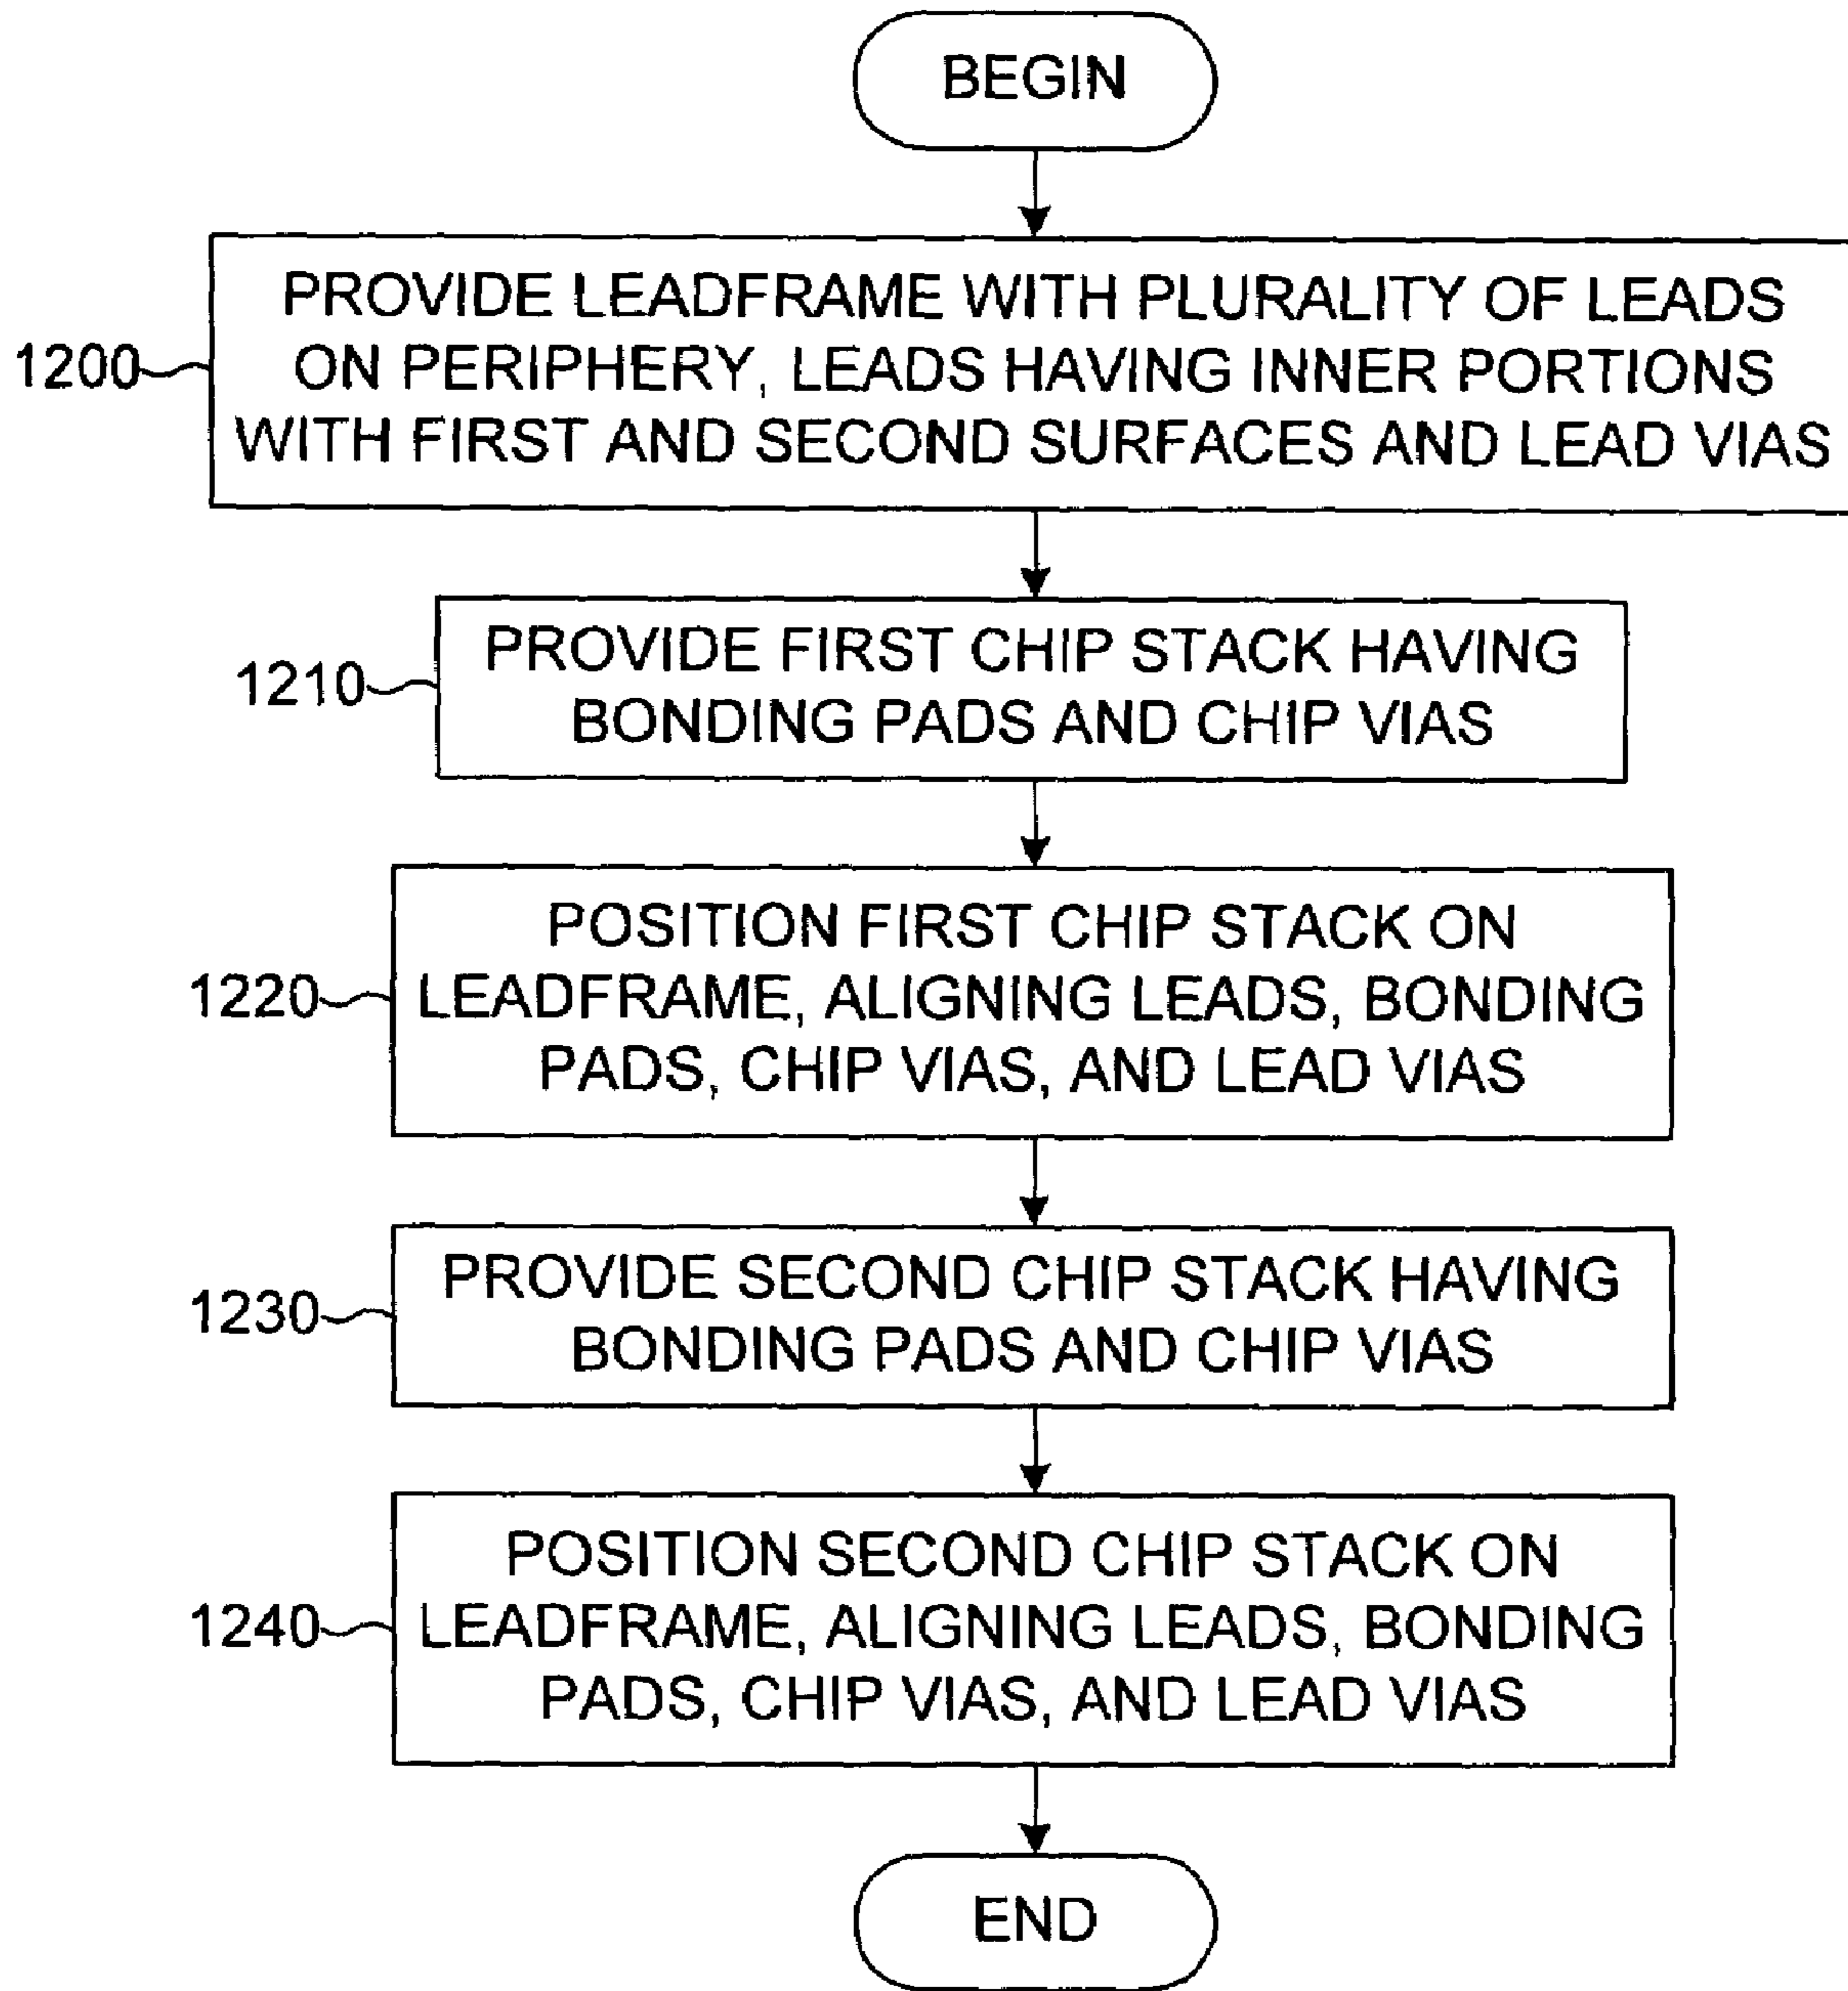 BEGIN
1200
PROVIDE LEADFRAME WITH PLURALITY OF LEADS
ON PERIPHERY, LEADS HAVING INNER PORTIONS
WITH FIRST AND SECOND SURFACES AND LEAD VIAS
1210
PROVIDE FIRST CHIP STACK HAVING
BONDING PADS AND CHIP VIAS
1220
POSITION FIRST CHIP STACK ON
LEADFRAME, ALIGNING LEADS, BONDING
PADS, CHIP VIAS, AND LEAD VIAS
1230
PROVIDE SECOND CHIP STACK HAVING
BONDING PADS AND CHIP VIAS
1240
POSITION SECOND CHIP STACK ON
LEADFRAME, ALIGNING LEADS, BONDING
PADS, CHIP VIAS, AND LEAD VIAS
END